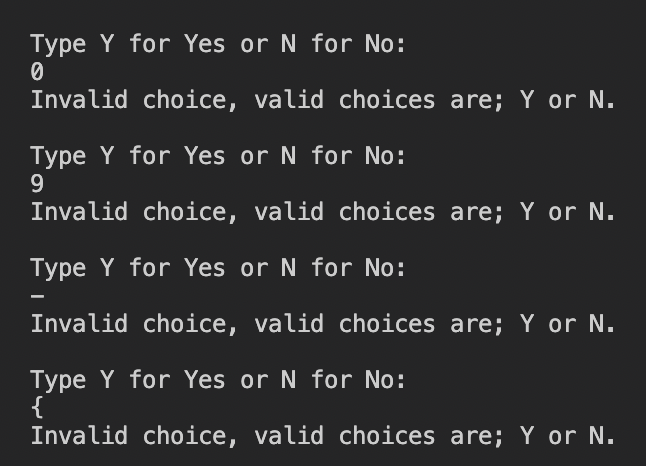 Type Y for Yes or N for No:
0
Invalid choice, valid choices are; Y or N.
Type Y for Yes or N for No:
9
Invalid choice, valid choices are; Y or N.
Type Y for Yes or N for No:
-
Invalid choice, valid choices are; Y or N.
Type Y for Yes or N for No:
{
Invalid choice, valid choices are; Y or N.